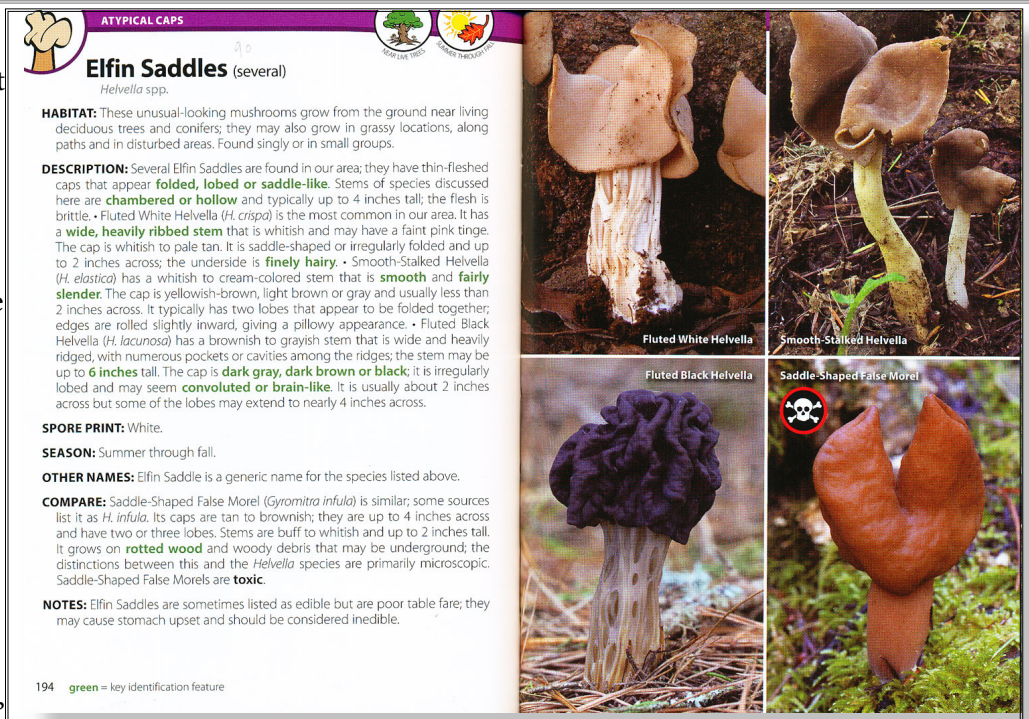 ATYPICAL CAPS
NEAR LIVE TREES
SUMMER THROUGH FALL
90
Elfin Saddles (several)
Helvella spp.
HABITAT: These unusual-looking mushrooms grow from the ground near living
deciduous trees and conifers; they may also grow in grassy locations, along
paths and in disturbed areas. Found singly or in small groups.
DESCRIPTION: Several Elfin Saddles are found in our area; they have thin-fleshed
caps that appear folded, lobed or saddle-like. Stems of species discussed
here are chambered or hollow and typically up to 4 inches tall; the flesh is
brittle. • Fluted White Helvella (H. crispa) is the most common in our area. It has
a wide, heavily ribbed stem that is whitish and may have a faint pink tinge.
The cap is whitish to pale tan. It is saddle-shaped or irregularly folded and up
to 2 inches across; the underside is finely hairy. • Smooth-Stalked Helvella
(H. elastica) has a whitish to cream-colored stem that is smooth and fairly
slender. The cap is yellowish-brown, light brown or gray and usually less than
2 inches across. It typically has two lobes that appear to be folded together;
edges are rolled slightly inward, giving a pillowy appearance. • Fluted Black
Helvella (H. lacunosa) has a brownish to grayish stem that is wide and heavily
ridged, with numerous pockets or cavities among the ridges; the stem may be
up to 6 inches tall. The cap is dark gray, dark brown or black; it is irregularly
lobed and may seem convoluted or brain-like. It is usually about 2 inches
across but some of the lobes may extend to nearly 4 inches across.
SPORE PRINT: White.
SEASON: Summer through fall.
OTHER NAMES: Elfin Saddle is a generic name for the species listed above.
COMPARE: Saddle-Shaped False Morel (Gyromitra infula) is similar; some sources
list it as H. infula. Its caps are tan to brownish; they are up to 4 inches across
and have two or three lobes. Stems are buff to whitish and up to 2 inches tall.
It grows on rotted wood and woody debris that may be underground; the
distinctions between this and the Helvella species are primarily microscopic.
Saddle-Shaped False Morels are toxic.
NOTES: Elfin Saddles are sometimes listed as edible but are poor table fare; they
may cause stomach upset and should be considered inedible.
194 green = key identification feature
Fluted White Helvella
Smooth-Stalked Helvella
Fluted Black Helvella
Saddle-Shaped False Morel